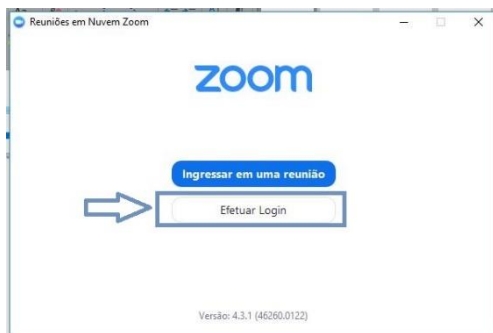 Reuniões em Nuvem Zoom
zoom
Ingressar em uma reunião
Efetuar Login
Versão: 4.3.1 (46260.0122)